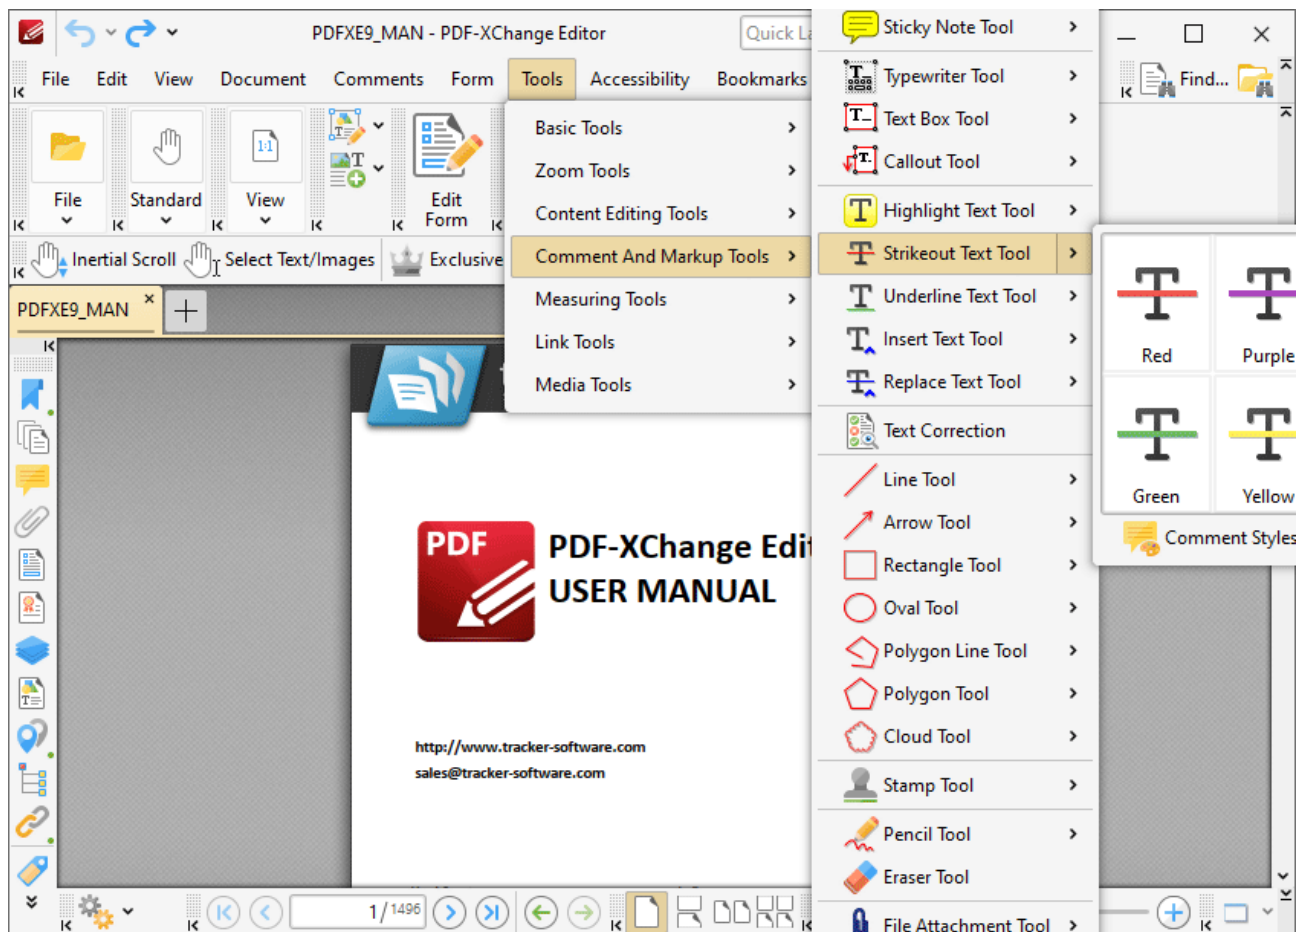 PDFXE9_MAN - PDF-XChange Editor
Quick La
File Edit View Document Comments Form Tools Accessibility Bookmarks
Find...
File
Standard
View
Edit
Form
1:1
Inertial Scroll
Select Text/Images
Exclusive
PDFXE9_MAN
Basic Tools
Zoom Tools
Content Editing Tools
Comment And Markup Tools
Measuring Tools
Link Tools
Media Tools
Sticky Note Tool
Typewriter Tool
Text Box Tool
Callout Tool
Highlight Text Tool
Strikeout Text Tool
Underline Text Tool
Insert Text Tool
Replace Text Tool
Text Correction
Line Tool
Arrow Tool
Rectangle Tool
Oval Tool
Polygon Line Tool
Polygon Tool
Cloud Tool
Stamp Tool
Pencil Tool
Eraser Tool
File Attachment Tool
Red
Purple
Green
Yellow
Comment Styles
PDF
PDF-XChange Edit
USER MANUAL
http://www.tracker-software.com
sales@tracker-software.com
1/1496